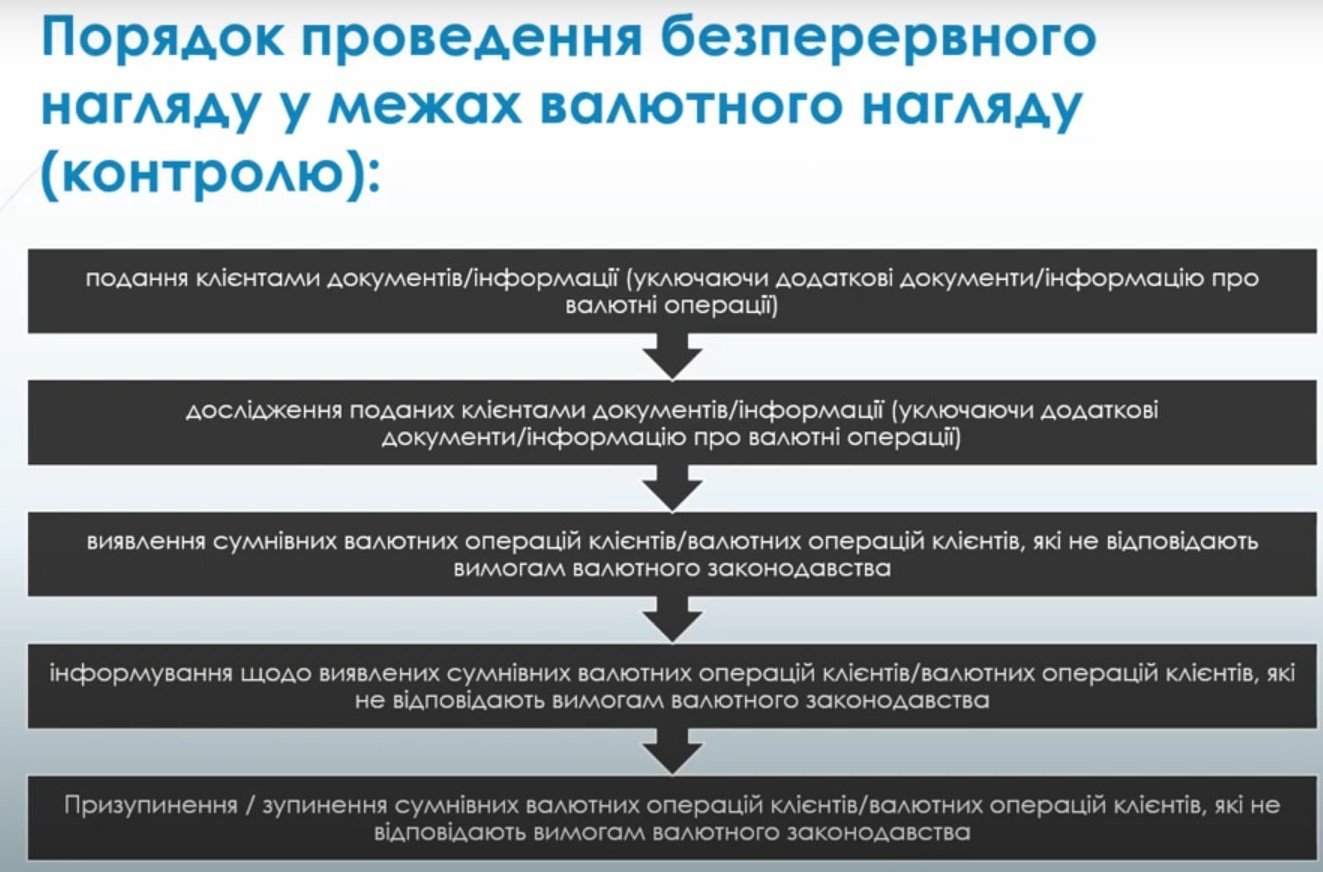 Порядок проведення безперервного
нагляду у межах валютного нагляду
(контролю):
подання клієнтами документів/інформації (уключаючи додаткові документи/інформацію про
валютні операції)
дослідження поданих клієнтами документів/інформації (уключаючи додаткові
документи/інформацію про валютні операції)
виявлення сумнівних валютних операцій клієнтів/валютних операцій клієнтів, які не відповідають
вимогам валютного законодавства
інформування щодо виявлених сумнівних валютних операцій клієнтів/валютних операцій клієнтів, які
не відповідають вимогам валютного законодавства
Призупинення / зупинення сумнівних валютних операцій клієнтів/валютних операцій клієнтів, які не
відповідають вимогам валютного законодавства